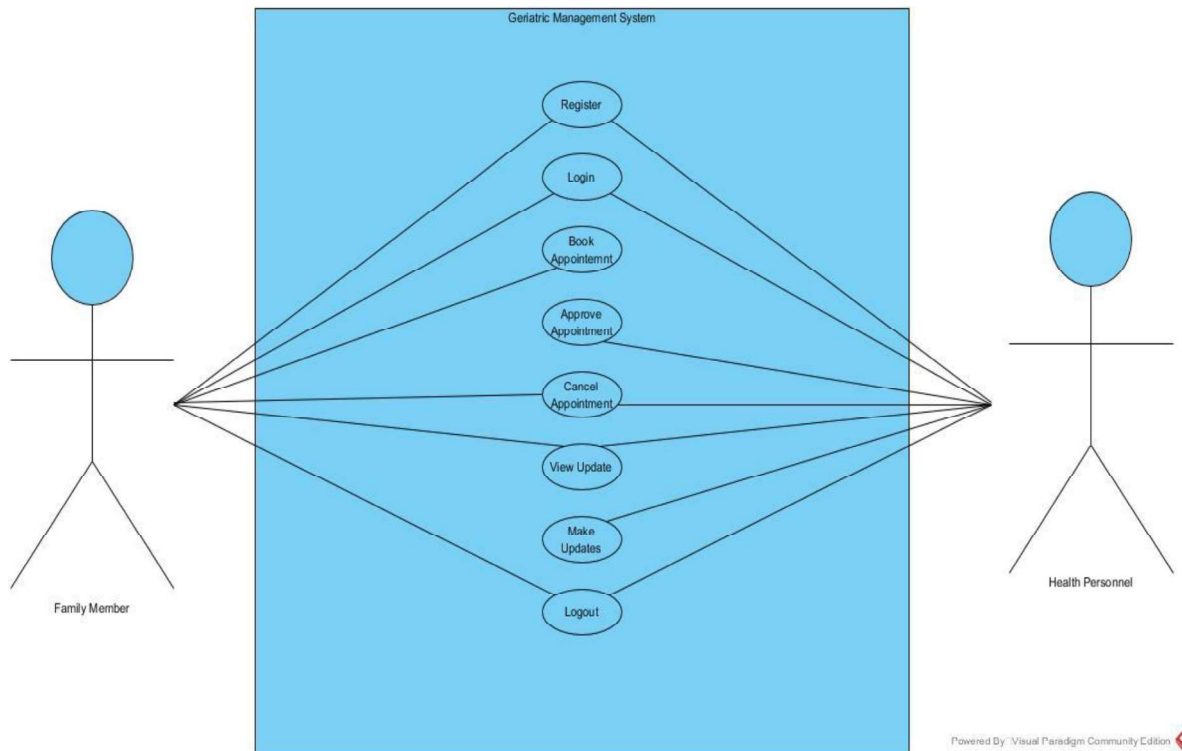 Geriatric Management System
Register
Login
Book
Appointemnt
Approve
Appointment
Cancel
Appointment
View Update
Make
Updates
Logout
Family Member
Health Personnel
Powered By Visual Paradigm Community Edition